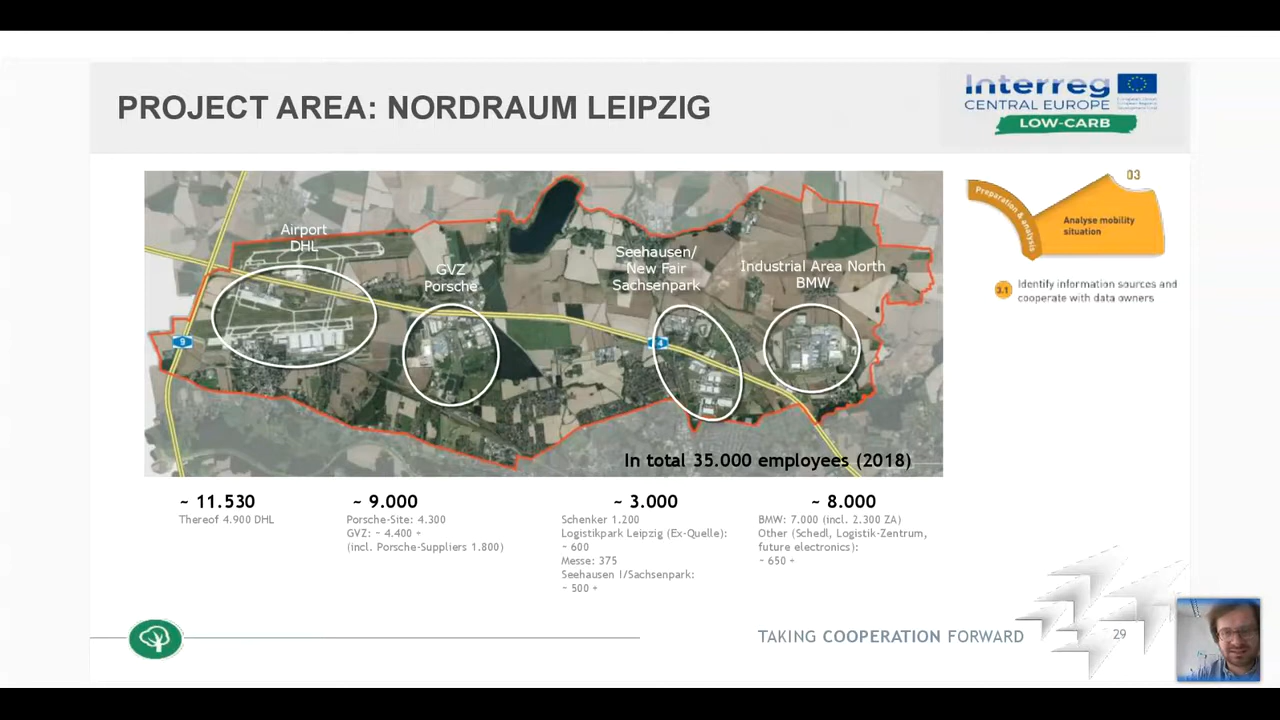 PROJECT AREA: NORDRAUM LEIPZIG
Interreg
CENTRAL EUROPE
LOW-CARB
03
Preparation & analysis
Analyse mobility
situation
3.1
Identify information sources and
cooperate with data owners
Airport
DHL
GVZ
Porsche
Seehausen/
New Fair
Sachsenpark
Industrial Area North
BMW
9
In total 35.000 employees (2018)
~ 11.530
Thereof 4.900 DHL
~ 9.000
Porsche-Site: 4.300
GVZ: ~ 4.400 +
(incl. Porsche-Suppliers 1.800)
~ 3.000
Schenker 1.200
Logistikpark Leipzig (Ex-Quelle):
~ 600
Messe: 375
Seehausen I/Sachsenpark:
~ 500 +
~ 8.000
BMW: 7.000 (incl. 2.300 ZA)
Other (Schedl, Logistik-Zentrum,
future electronics):
~ 650 +
TAKING COOPERATION FORWARD
29